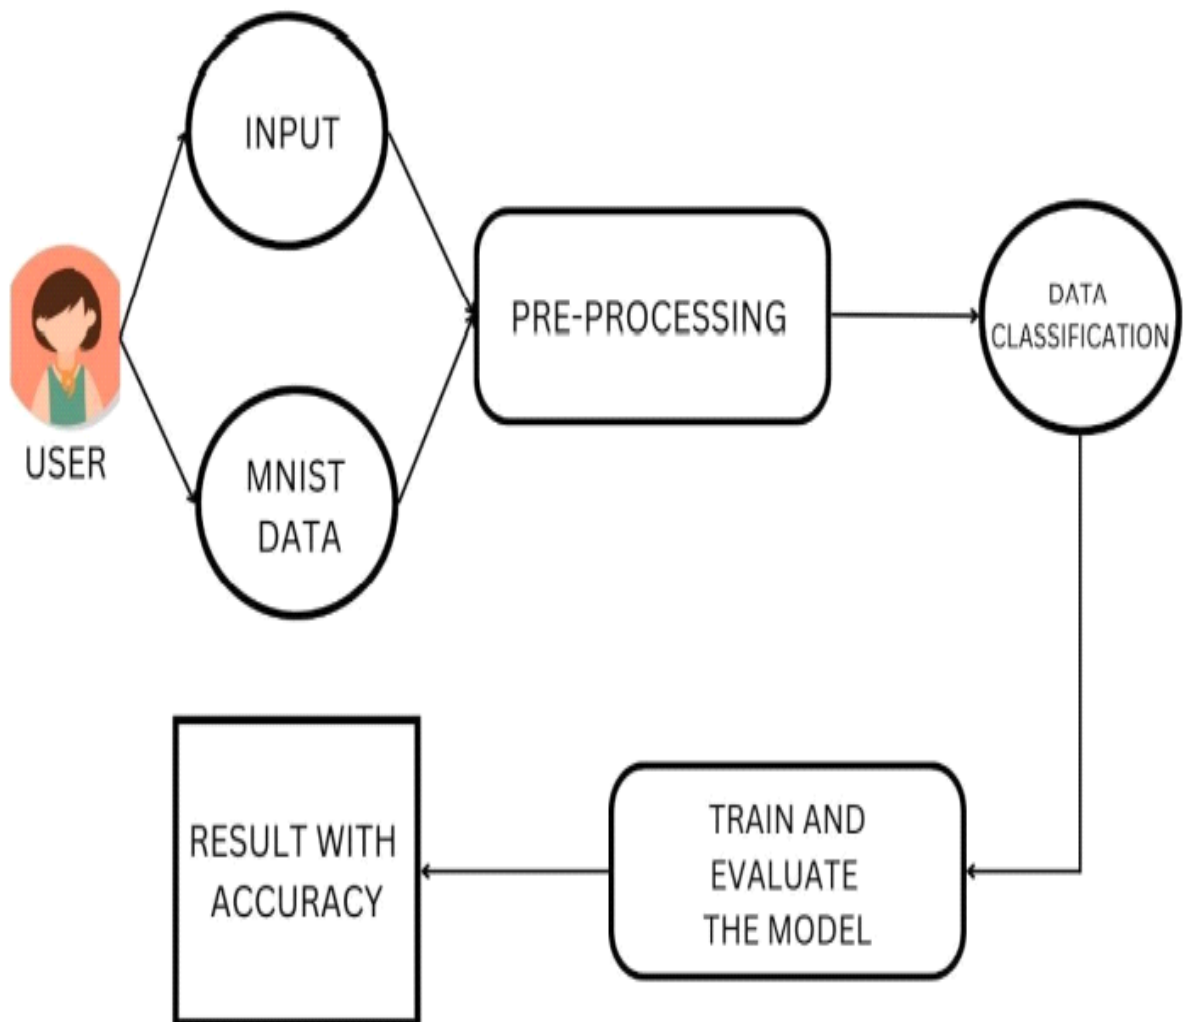 INPUT
PRE-PROCESSING
DATA
CLASSIFICATION
USER
MNIST
DATA
RESULT WITH
ACCURACY
TRAIN AND
EVALUATE
THE MODEL